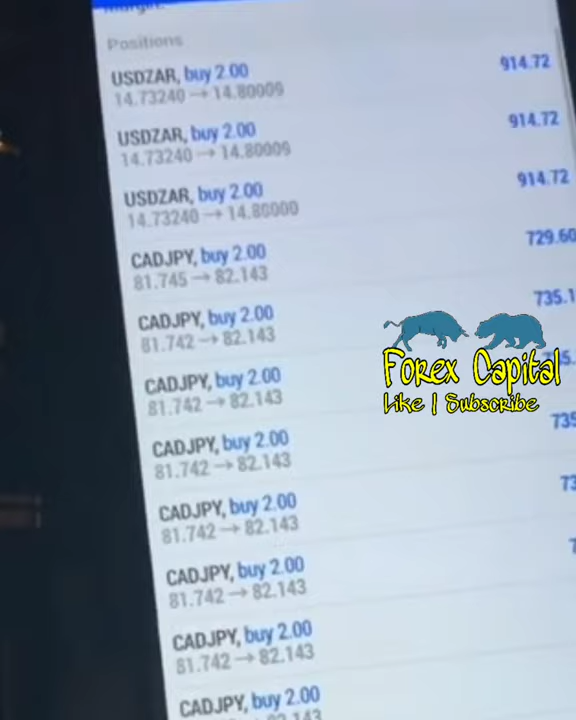 Positions
USDZAR, buy 2.00 914.72
14.73240 → 14.80009
USDZAR, buy 2.00 914.72
14.73240 → 14.80009
USDZAR, buy 2.00 914.72
14.73240 → 14.80000
CADJPY, buy 2.00 729.60
81.745 → 82.143
CADJPY, buy 2.00 735.1
81.742 → 82.143
CADJPY, buy 2.00
81.742 → 82.143
Forex Capital
Like | Subscribe
CADJPY, buy 2.00 735
81.742 → 82.143
CADJPY, buy 2.00 73
81.742 → 82.143
CADJPY, buy 2.00 7
81.742 → 82.143
CADJPY, buy 2.00
81.742 → 82.143
CADJPY, buy 2.00